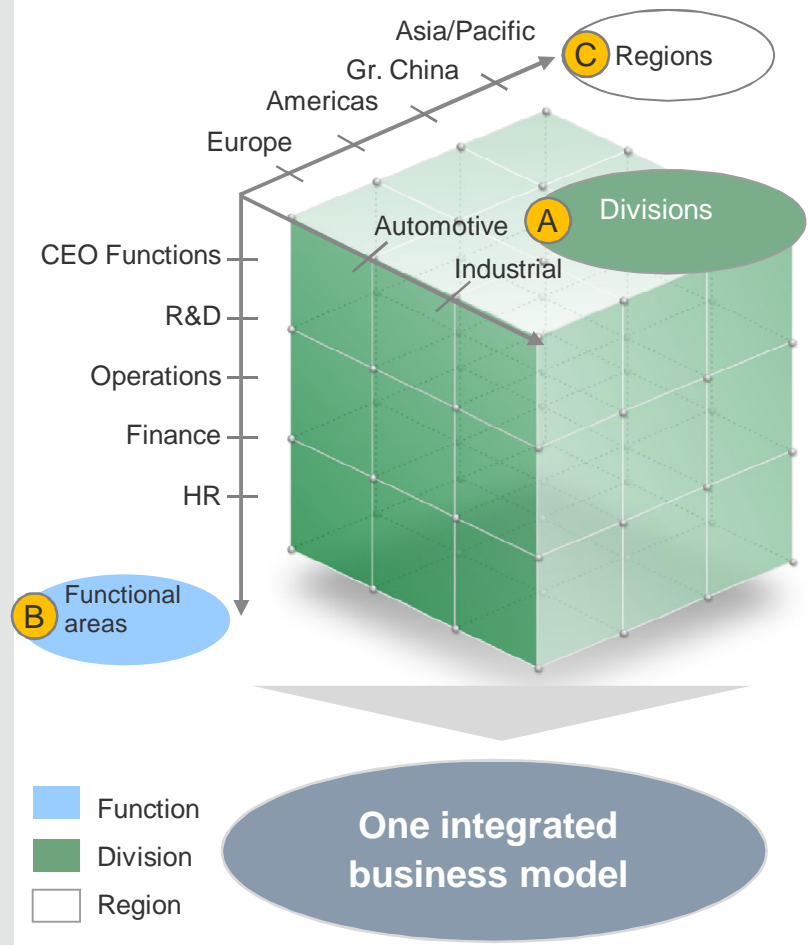 Asia/Pacific
C Regions
Gr. China
Americas
Europe
A Divisions
Automotive
Industrial
CEO Functions
R&D
Operations
Finance
HR
B Functional
areas
Function
Division
Region
One integrated
business model